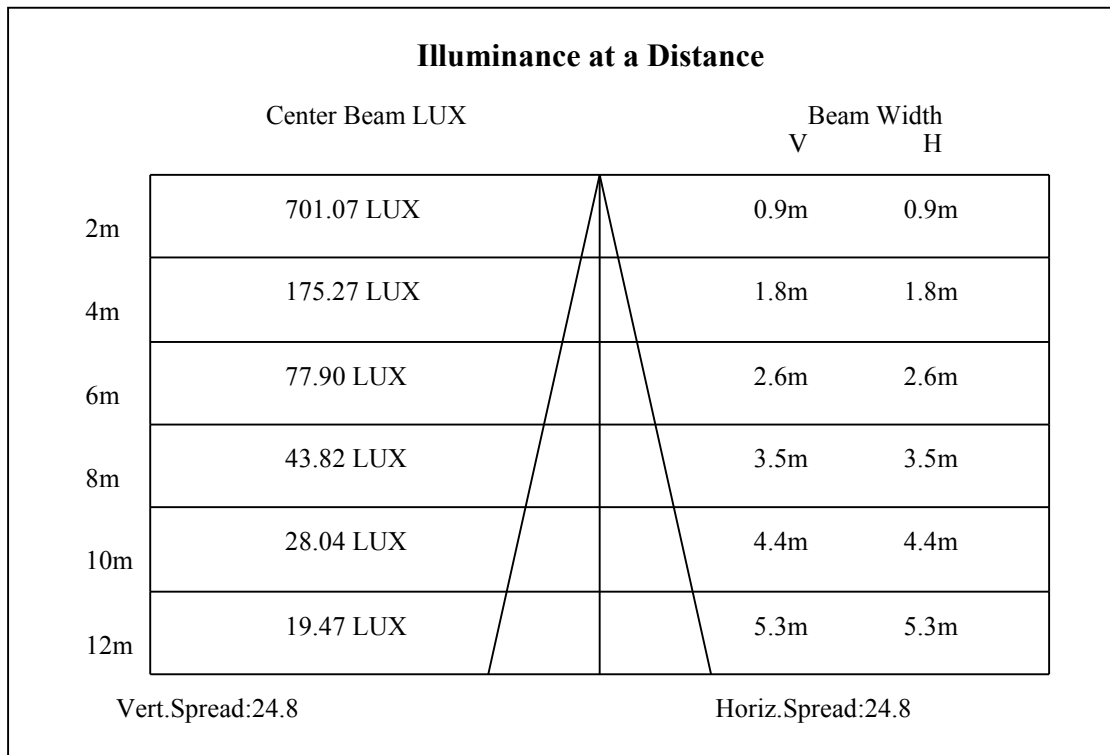 Illuminance at a Distance
Center Beam LUX Beam Width
V H
2m 701.07 LUX 0.9m 0.9m
4m 175.27 LUX 1.8m 1.8m
6m 77.90 LUX 2.6m 2.6m
8m 43.82 LUX 3.5m 3.5m
10m 28.04 LUX 4.4m 4.4m
12m 19.47 LUX 5.3m 5.3m
Vert.Spread:24.8 Horiz.Spread:24.8